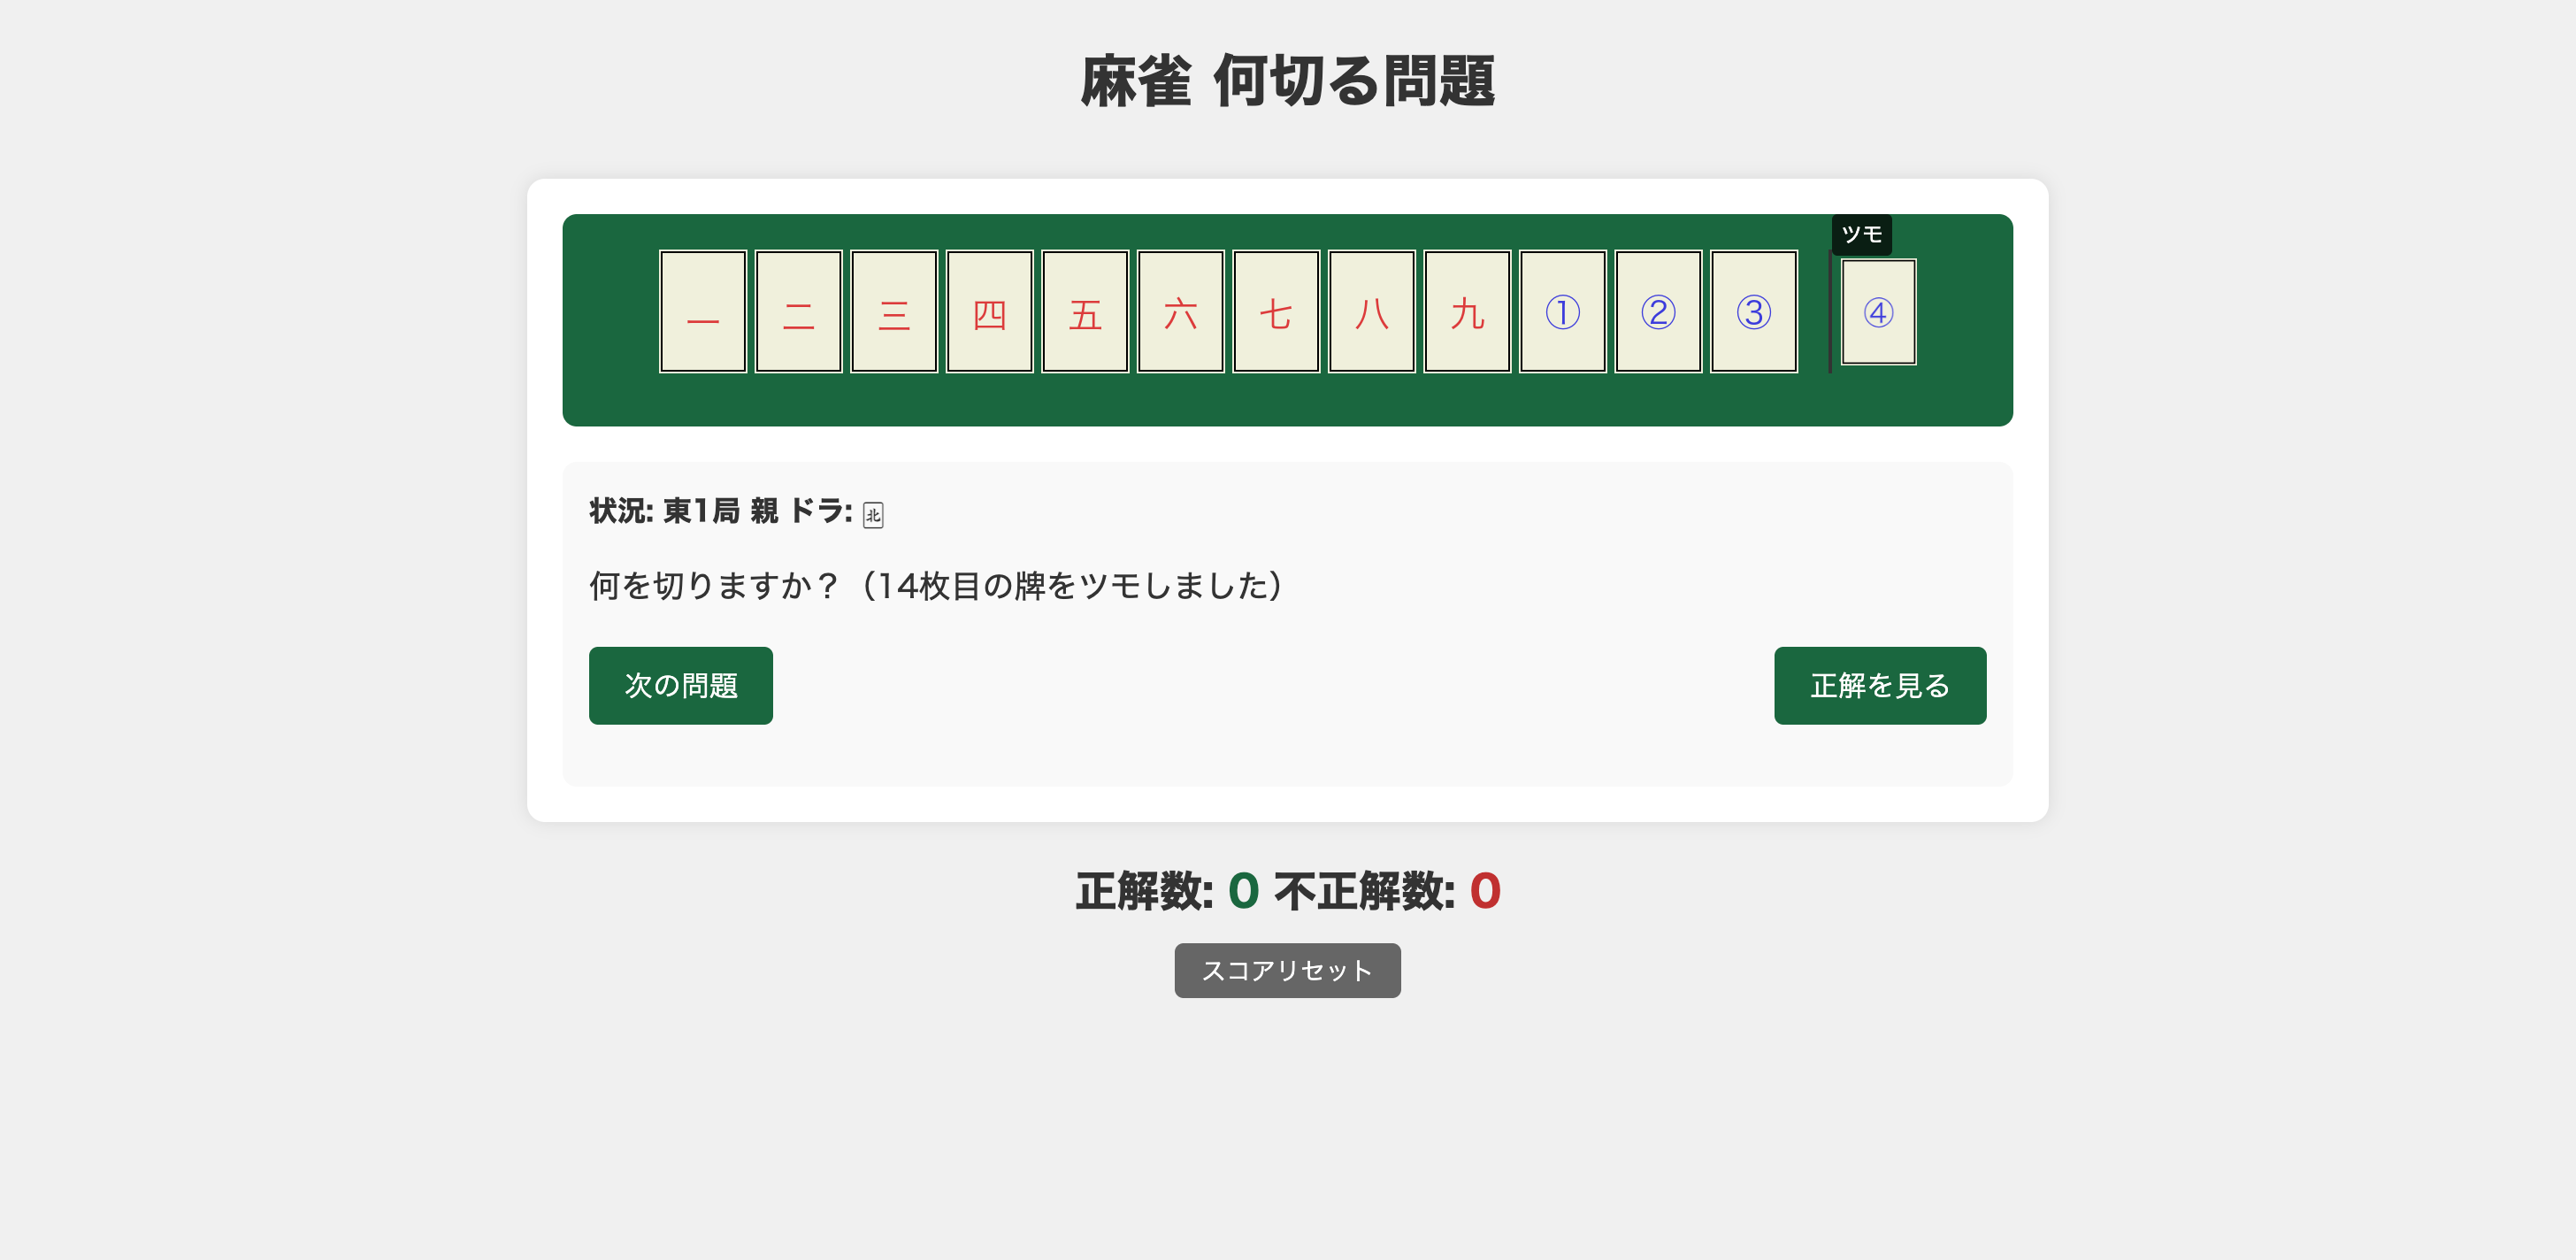 麻雀 何切る問題
ツモ
一 二 三 四 五 六 七 八 九 ① ② ③ ④
状況: 東1局 親 ドラ: 北
何を切りますか？（14枚目の牌をツモしました）
次の問題 正解を見る
正解数: 0 不正解数: 0
スコアリセット